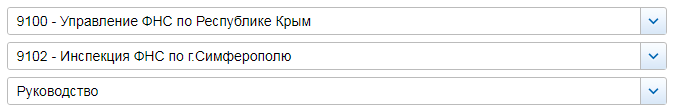 9100 - Управление ФНС по Республике Крым
9102 - Инспекция ФНС по г.Симферополю
Руководство